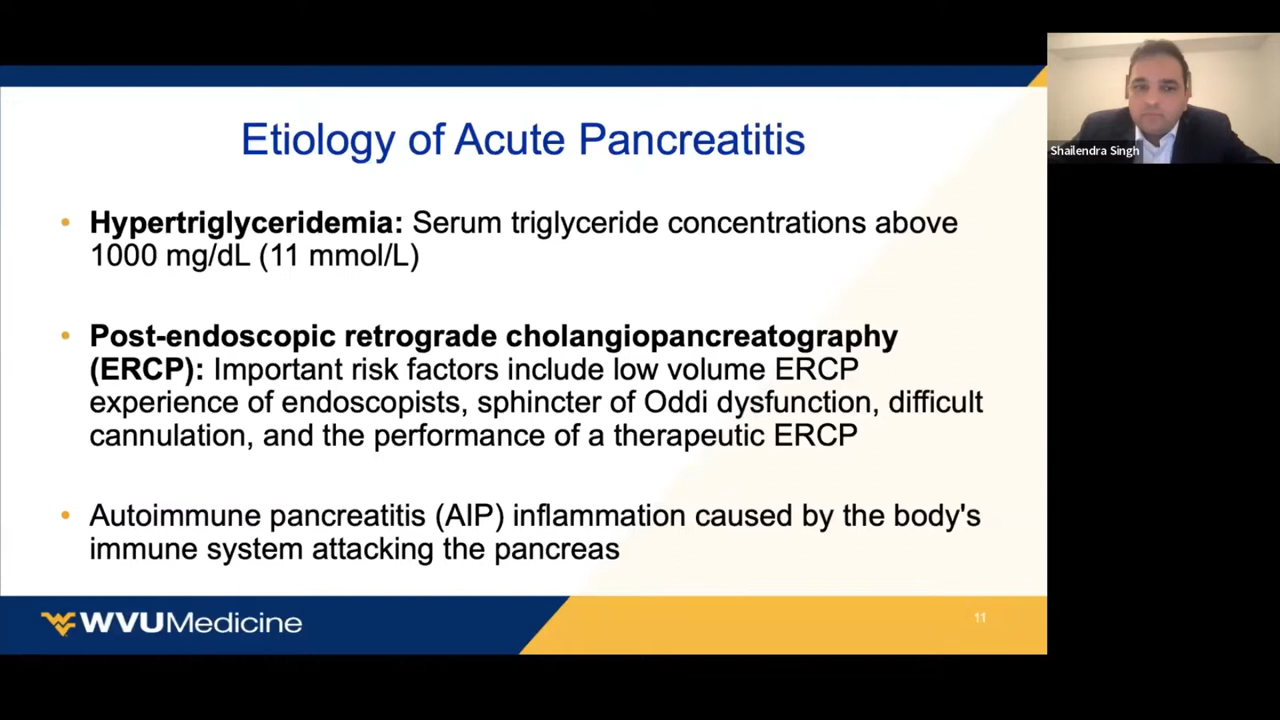 Etiology of Acute Pancreatitis
• Hypertriglyceridemia: Serum triglyceride concentrations above
1000 mg/dL (11 mmol/L)
• Post-endoscopic retrograde cholangiopancreatography
(ERCP): Important risk factors include low volume ERCP
experience of endoscopists, sphincter of Oddi dysfunction, difficult
cannulation, and the performance of a therapeutic ERCP
• Autoimmune pancreatitis (AIP) inflammation caused by the body's
immune system attacking the pancreas
WVUMedicine
11
Shailendra Singh